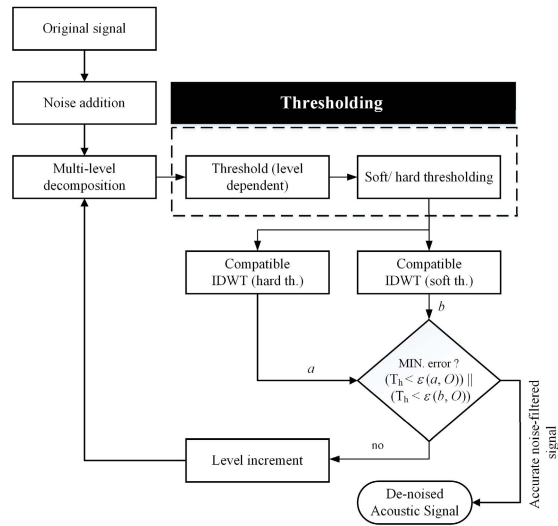 Original signal
Noise addition
Thresholding
Multi-level
decomposition
Threshold (level
dependent)
Soft/ hard thresholding
Compatible
IDWT (hard th.)
Compatible
IDWT (soft th.)
b
a
MIN. error ?
(Th < ε (a, O)) ||
(Th < ε (b, O))
no
Level increment
Accurate noise-filtered
signal
De-noised
Acoustic Signal